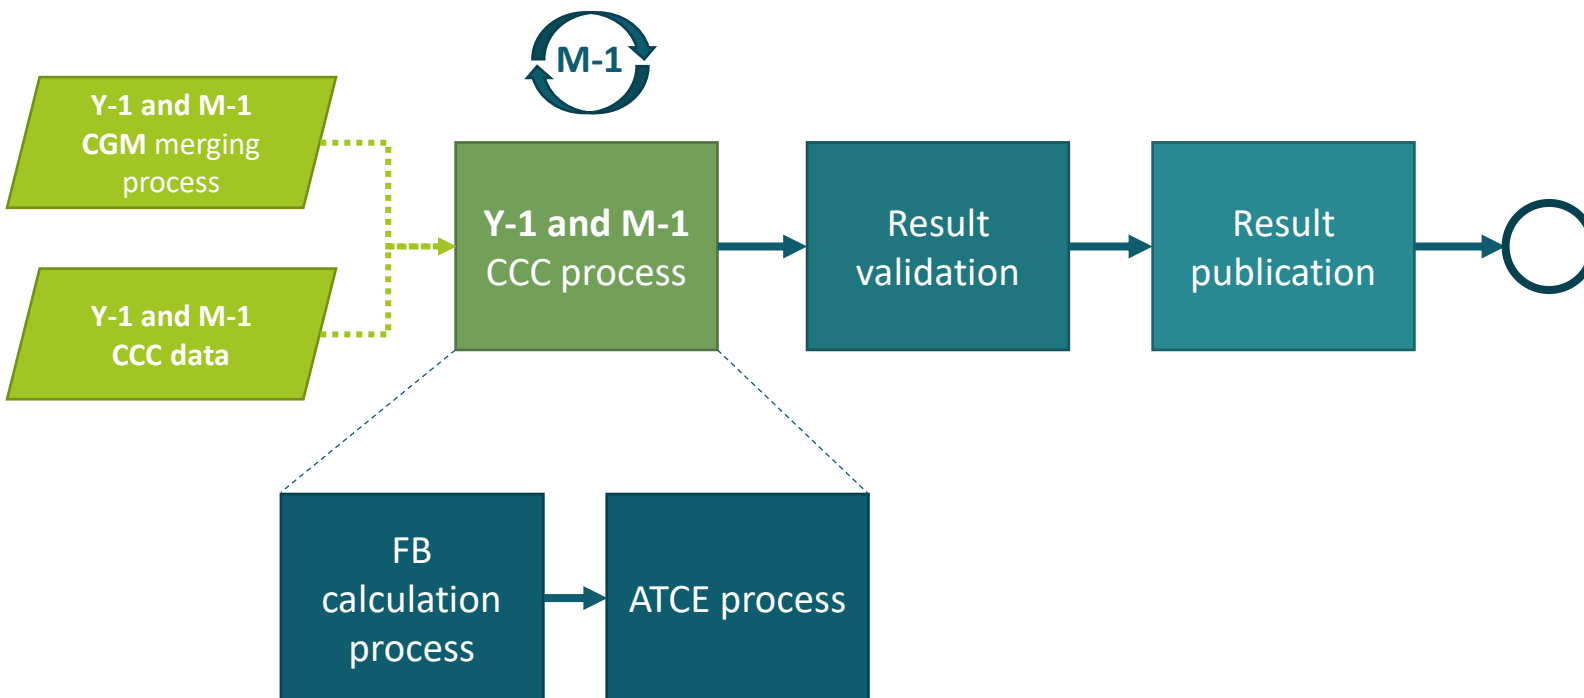 M-1
Y-1 and M-1
CGM merging
process
Y-1 and M-1
CCC data
Y-1 and M-1
CCC process
Result
validation
Result
publication
FB
calculation
process
ATCE process